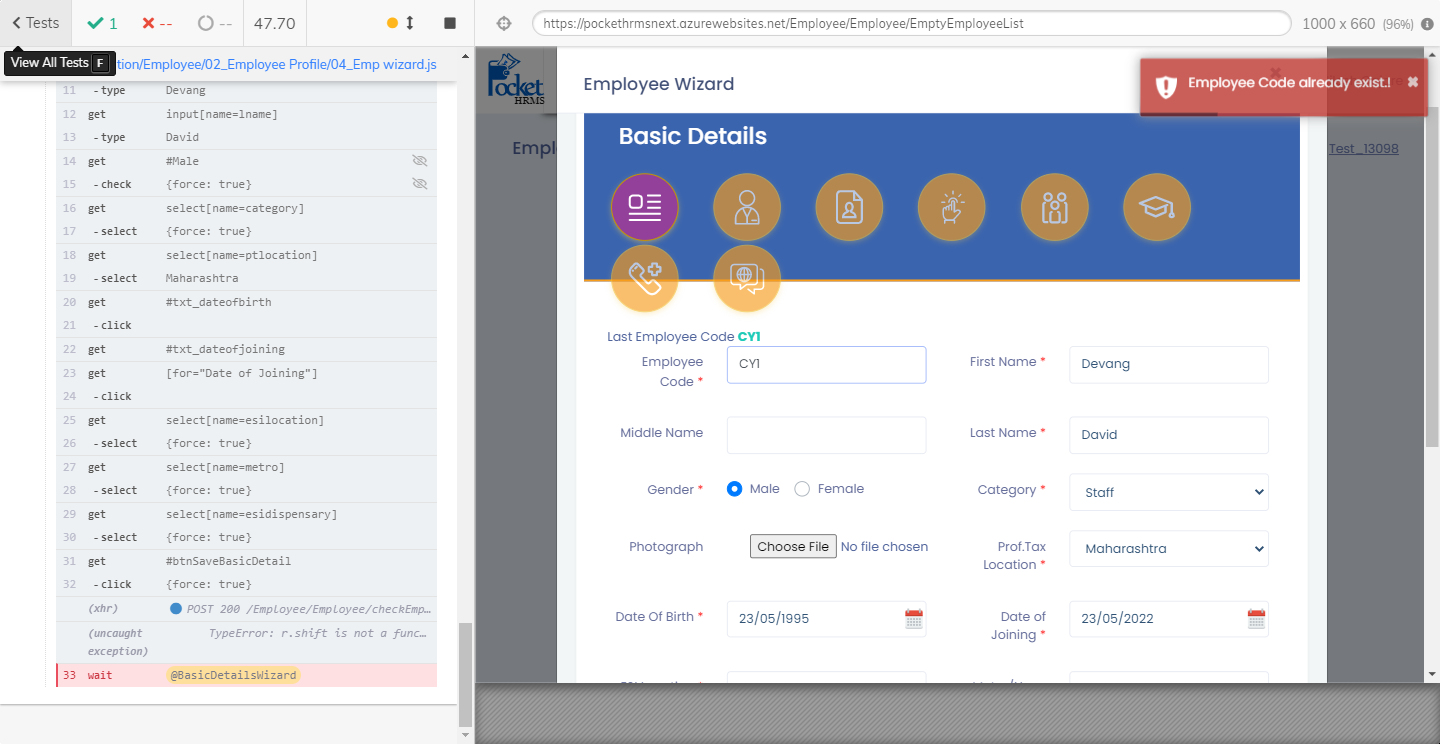 Tests
1
--
--
47.70
https://pockethrmsnext.azurewebsites.net/Employee/Employee/EmptyEmployeeList
1000 x 660 (96%)
View All Tests F
tion/Employee/02_Employee Profile/04_Emp wizard.js
11 -type Devang
12 get input[name=lname]
13 -type David
14 get #Male
15 -check {force: true}
16 get select[name=category]
17 -select {force: true}
18 get select[name=ptlocation]
19 -select Maharashtra
20 get #txt_dateofbirth
21 -click
22 get #txt_dateofjoining
23 get [for="Date of Joining"]
24 -click
25 get select[name=esilocation]
26 -select {force: true}
27 get select[name=metro]
28 -select {force: true}
29 get select[name=esidispensary]
30 -select {force: true}
31 get #btnSaveBasicDetail
32 -click {force: true}
(xhr) POST 200 /Employee/Employee/checkEmp…
(uncaught exception) TypeError: r.shift is not a func…
33 wait @BasicDetailsWizard
Pocket
HRMS
Employee Wizard
Employee Code already exist.!
Emplo
Test_13098
Basic Details
Last Employee Code CY1
Employee Code * CY1
First Name * Devang
Middle Name
Last Name * David
Gender * Male Female
Category * Staff
Photograph Choose File No file chosen
Prof.Tax Location * Maharashtra
Date Of Birth * 23/05/1995
Date of Joining * 23/05/2022